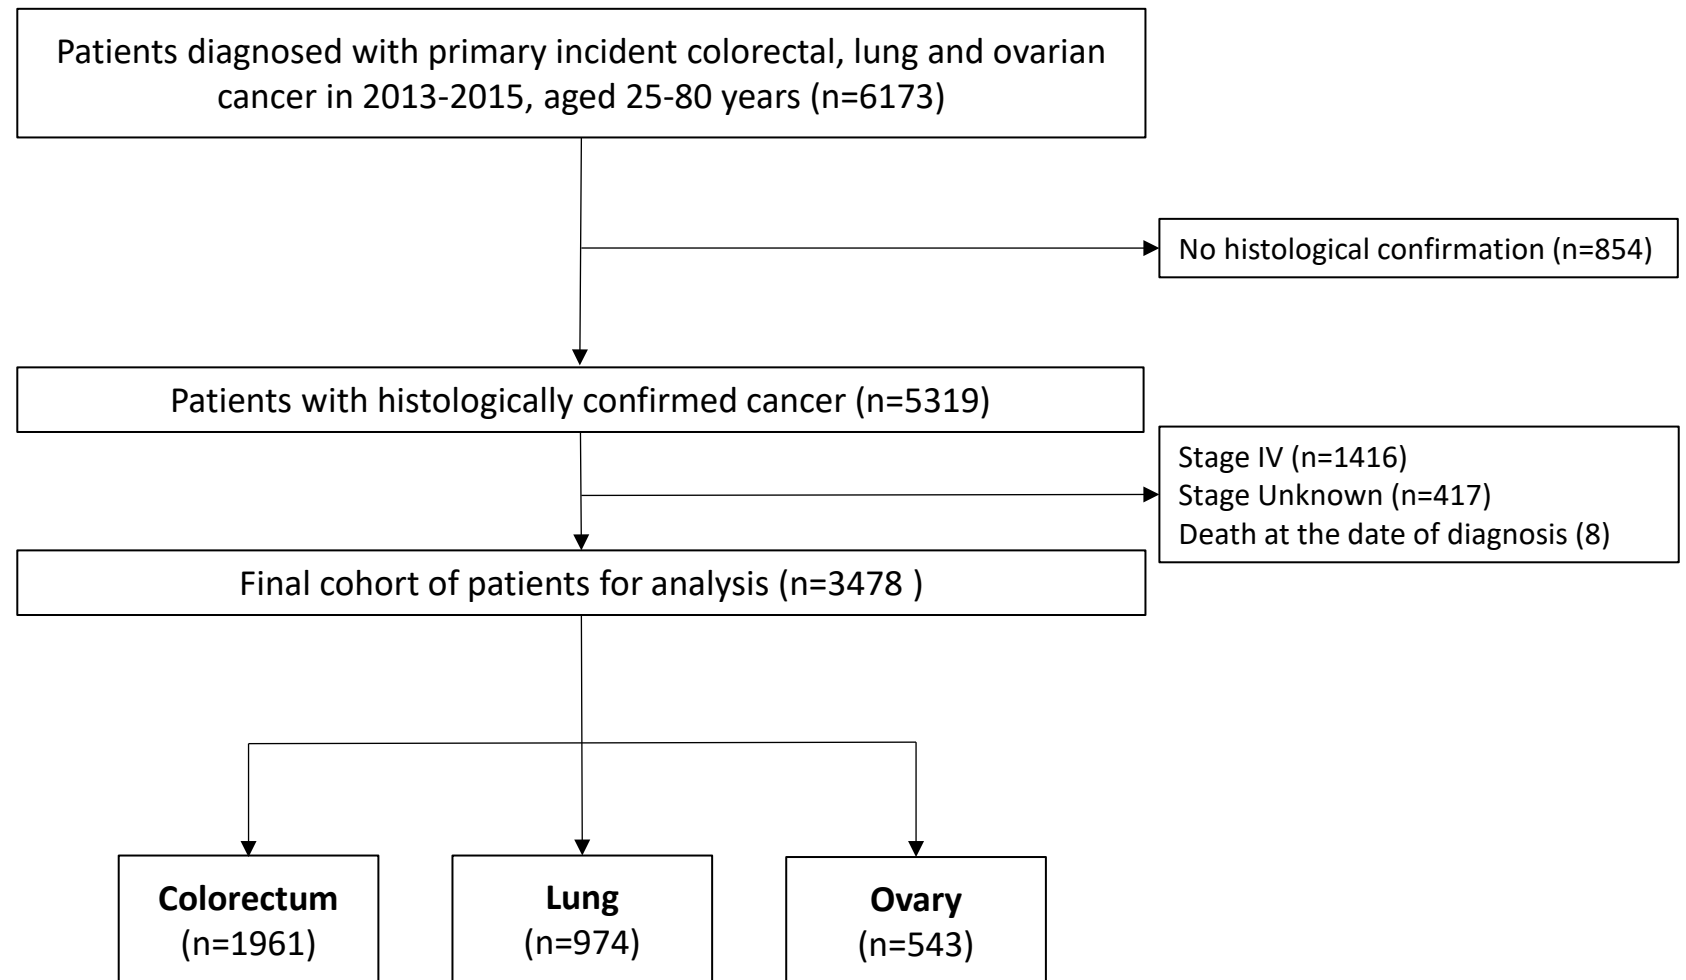 Patients diagnosed with primary incident colorectal, lung and ovarian
cancer in 2013-2015, aged 25-80 years (n=6173)
No histological confirmation (n=854)
Patients with histologically confirmed cancer (n=5319)
Stage IV (n=1416)
Stage Unknown (n=417)
Death at the date of diagnosis (8)
Final cohort of patients for analysis (n=3478 )
Colorectum
(n=1961)
Lung
(n=974)
Ovary
(n=543)